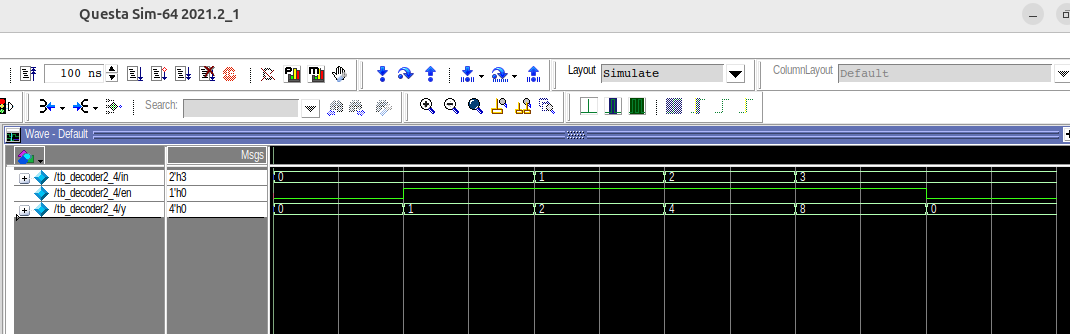 Questa Sim-64 2021.2_1
100 ns Layout Simulate ColumnLayout Default
Search:
Wave - Default
Msgs
/tb_decoder2_4/in 2'h3 0 1 2 3
/tb_decoder2_4/en 1'h0
/tb_decoder2_4/y 4'h0 0 1 2 4 8 0